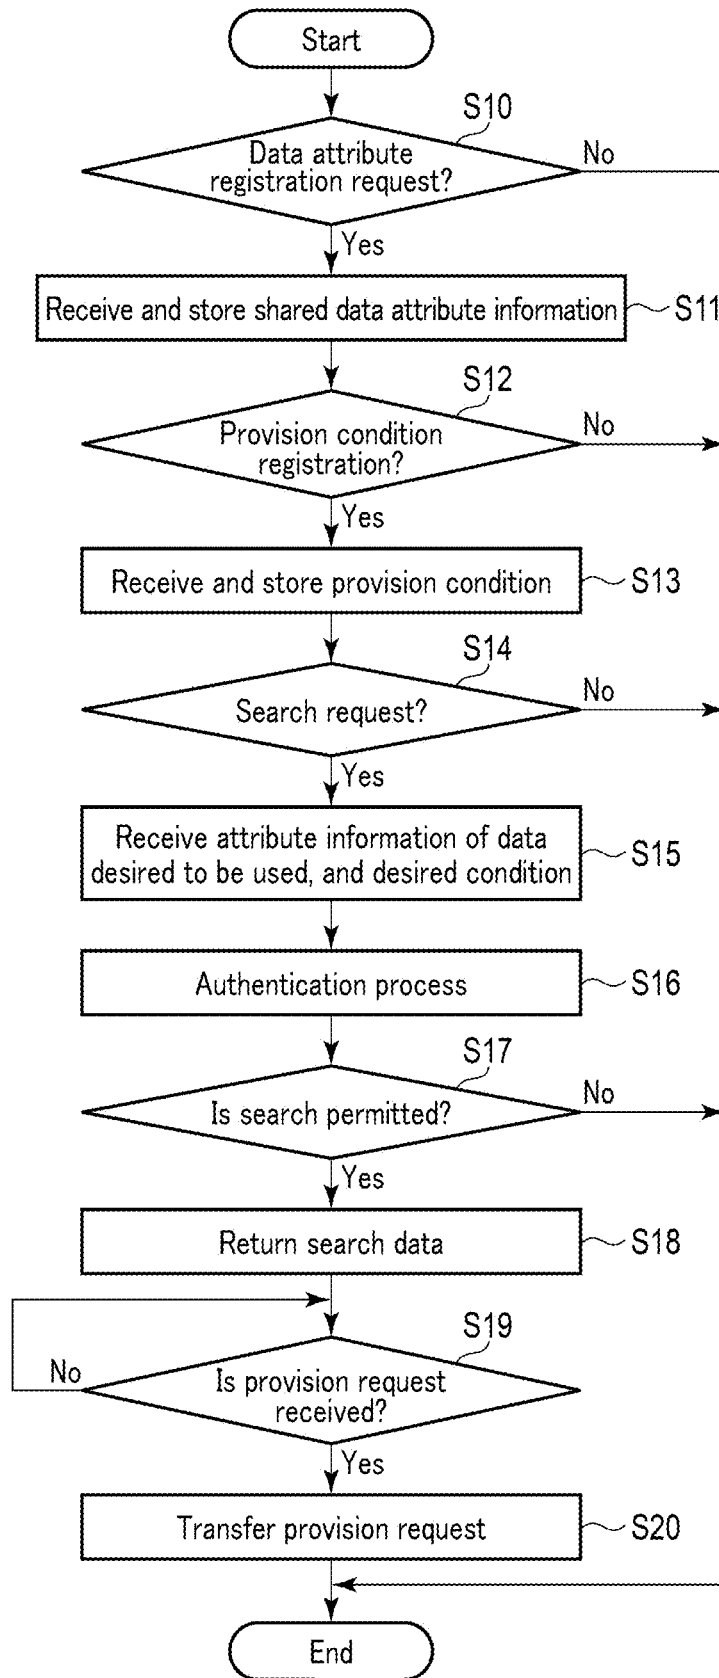 Start
S10
Data attribute
registration request?
No
Yes
Receive and store shared data attribute information
S11
S12
Provision condition
registration?
No
Yes
Receive and store provision condition
S13
S14
Search request?
No
Yes
Receive attribute information of data
desired to be used, and desired condition
S15
Authentication process
S16
S17
Is search permitted?
No
Yes
Return search data
S18
S19
Is provision request
received?
No
Yes
Transfer provision request
S20
End